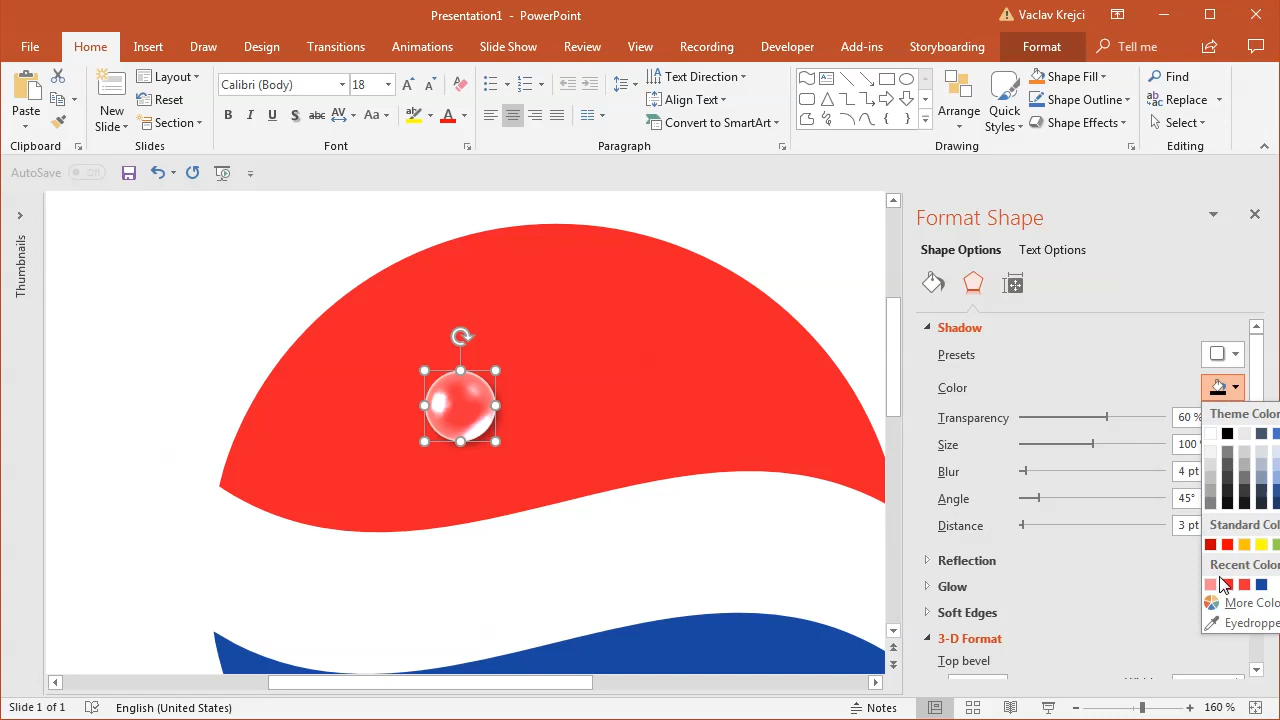 Presentation1 - PowerPoint
Vaclav Krejci
File Home Insert Draw Design Transitions Animations Slide Show Review View Recording Developer Add-ins Storyboarding Format Tell me
Paste
Clipboard
New
Slide
Layout
Reset
Section
Slides
Calibri (Body) 18
B I U S abc AV Aa
A
Font
Text Direction
Align Text
Convert to SmartArt
Paragraph
Arrange
Quick
Styles
Shape Fill
Shape Outline
Shape Effects
Drawing
Find
Replace
Select
Editing
AutoSave Off
Thumbnails
Format Shape
Shape Options Text Options
Shadow
Presets
Color
Transparency 60 %
Size 100
Blur 4 pt
Angle 45°
Distance 3 pt
Reflection
Glow
Soft Edges
3-D Format
Top bevel
Theme Color
Standard Col
Recent Color
More Colo
Eyedroppe
Slide 1 of 1 English (United States) Notes 160 %